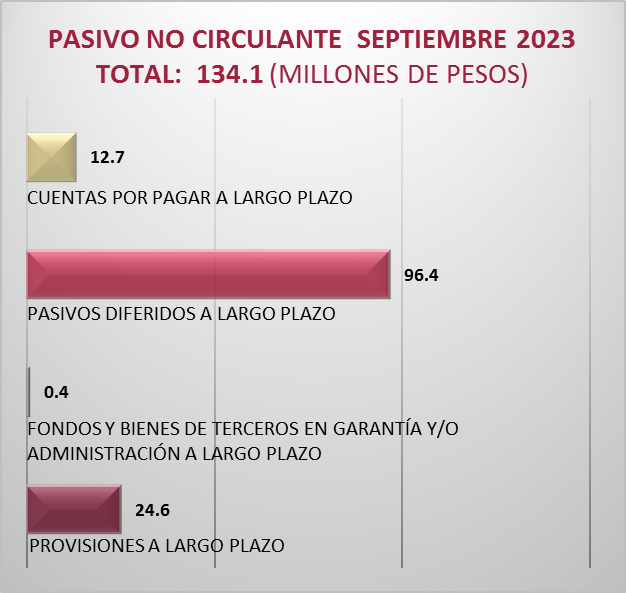 PASIVO NO CIRCULANTE SEPTIEMBRE 2023
TOTAL: 134.1 (MILLONES DE PESOS)
12.7
CUENTAS POR PAGAR A LARGO PLAZO
96.4
PASIVOS DIFERIDOS A LARGO PLAZO
0.4
FONDOS Y BIENES DE TERCEROS EN GARANTÍA Y/O
ADMINISTRACIÓN A LARGO PLAZO
24.6
PROVISIONES A LARGO PLAZO